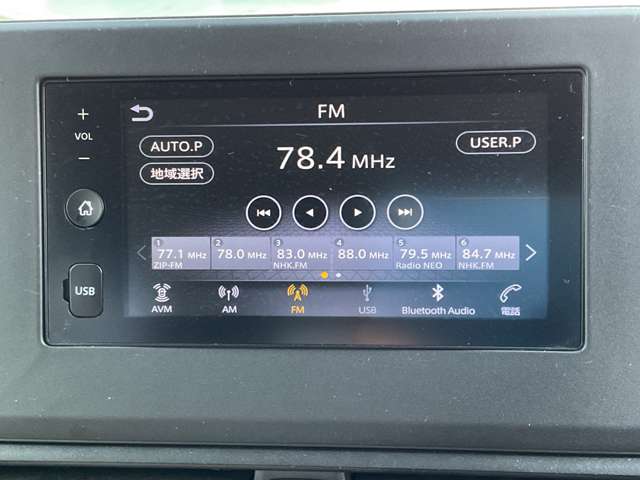 FM
+
VOL
−
AUTO.P
78.4 MHz
USER.P
地域選択
1 77.1 MHz ZIP-FM
2 78.0 MHz
3 83.0 MHz NHK.FM
4 88.0 MHz
5 79.5 MHz Radio NEO
6 84.7 MHz NHK.FM
USB
AVM
AM
FM
USB
Bluetooth Audio
電話